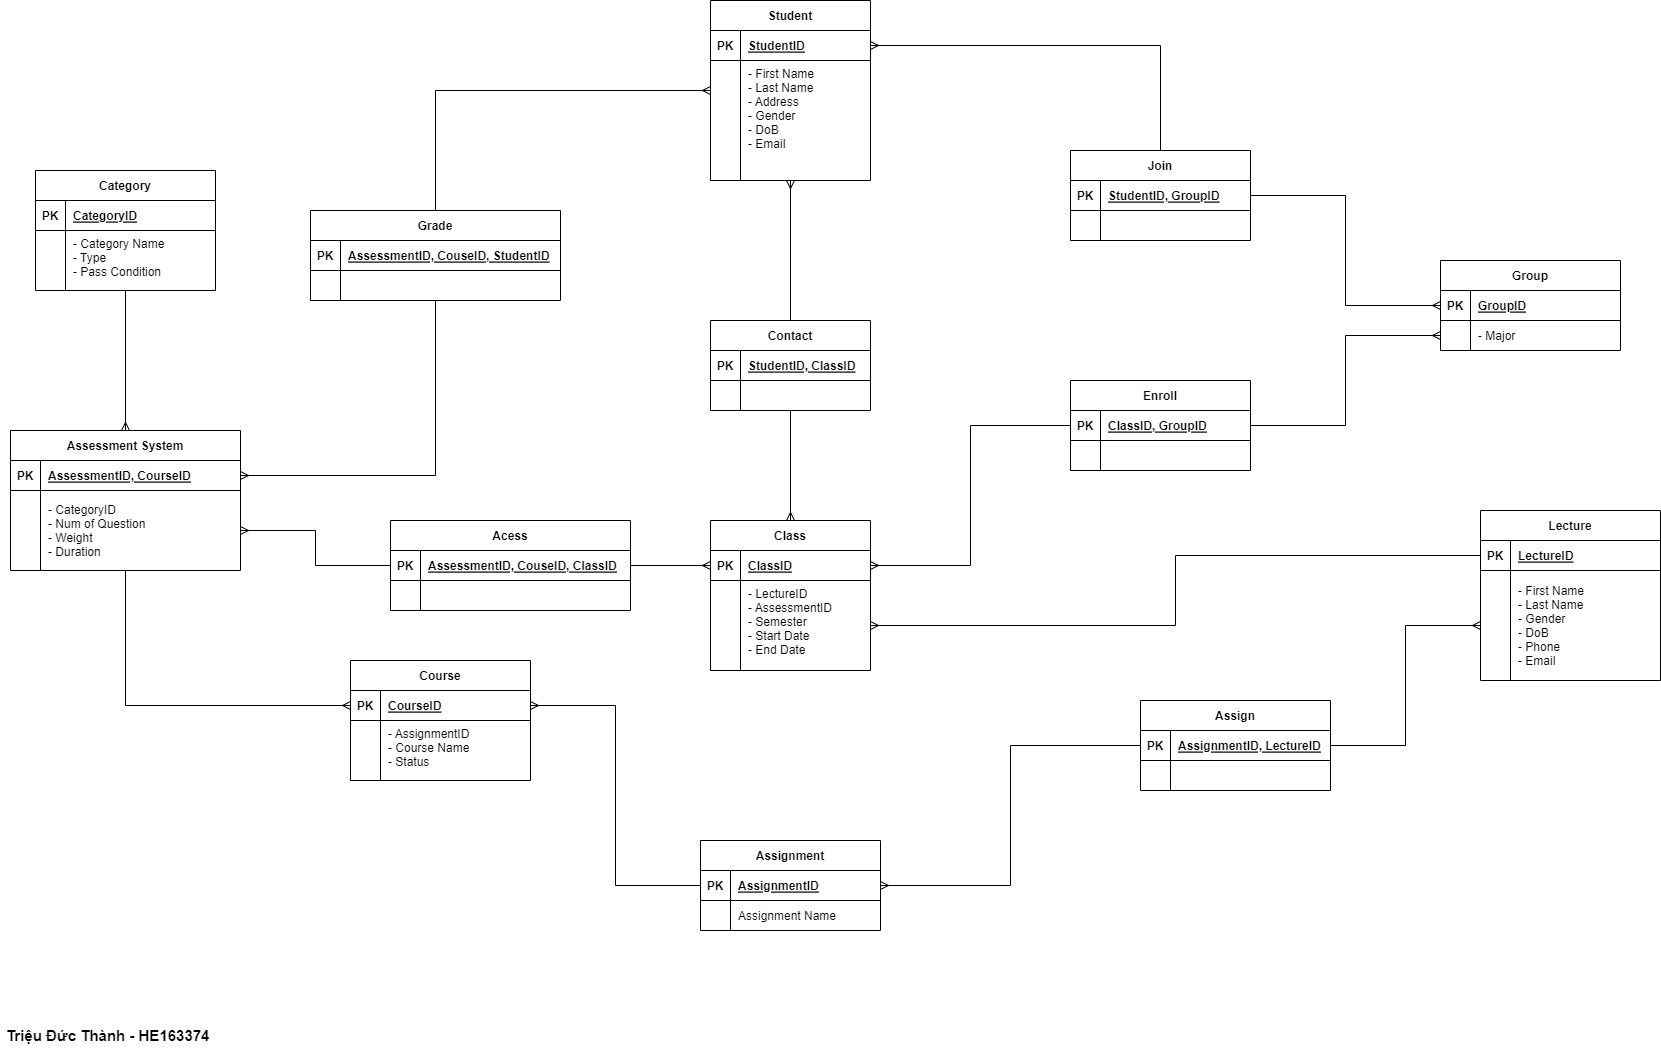 Student
PK StudentID
- First Name
- Last Name
- Address
- Gender
- DoB
- Email
Join
PK StudentID, GroupID
Category
PK CategoryID
- Category Name
- Type
- Pass Condition
Grade
PK AssessmentID, CouseID, StudentID
Group
PK GroupID
- Major
Contact
PK StudentID, ClassID
Enroll
PK ClassID, GroupID
Assessment System
PK AssessmentID, CourseID
- CategoryID
- Num of Question
- Weight
- Duration
Acess
PK AssessmentID, CouseID, ClassID
Class
PK ClassID
- LectureID
- AssessmentID
- Semester
- Start Date
- End Date
Lecture
PK LectureID
- First Name
- Last Name
- Gender
- DoB
- Phone
- Email
Course
PK CourseID
- AssignmentID
- Course Name
- Status
Assign
PK AssignmentID, LectureID
Assignment
PK AssignmentID
Assignment Name
Triệu Đức Thành - HE163374